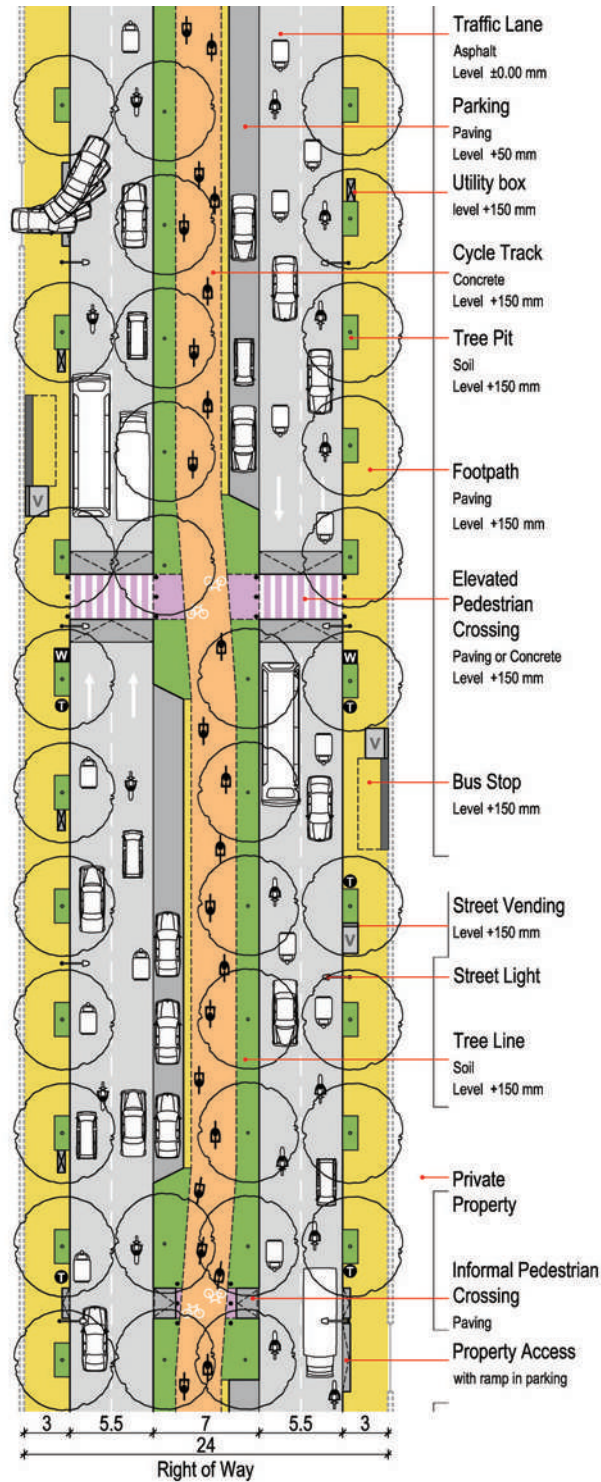 Traffic Lane
Asphalt
Level ±0.00 mm
Parking
Paving
Level +50 mm
Utility box
level +150 mm
Cycle Track
Concrete
Level +150 mm
Tree Pit
Soil
Level +150 mm
Footpath
Paving
Level +150 mm
V
Elevated
Pedestrian
Crossing
Paving or Concrete
Level +150 mm
W
W
T
T
V
Bus Stop
Level +150 mm
T
Street Vending
Level +150 mm
V
Street Light
Tree Line
Soil
Level +150 mm
Private
Property
T
T
Informal Pedestrian
Crossing
Paving
Property Access
with ramp in parking
3 5.5 7 5.5 3
24
Right of Way